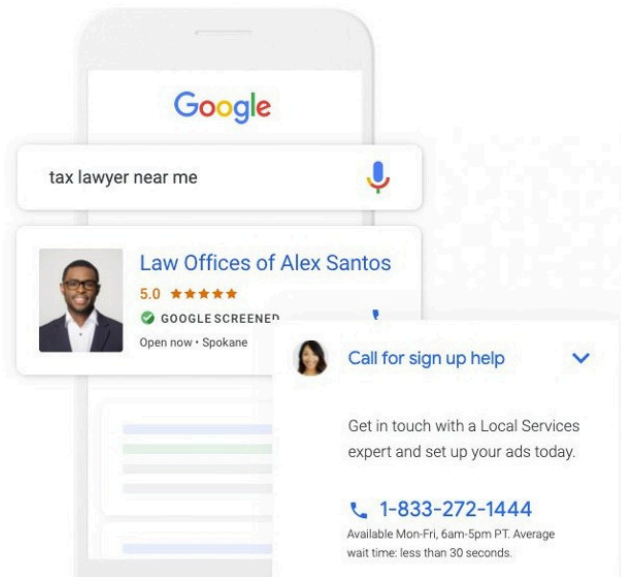 Google
tax lawyer near me
Law Offices of Alex Santos
5.0
GOOGLE SCREENED
Open now • Spokane
Call for sign up help
Get in touch with a Local Services
expert and set up your ads today.
1-833-272-1444
Available Mon-Fri, 6am-5pm PT. Average
wait time: less than 30 seconds.